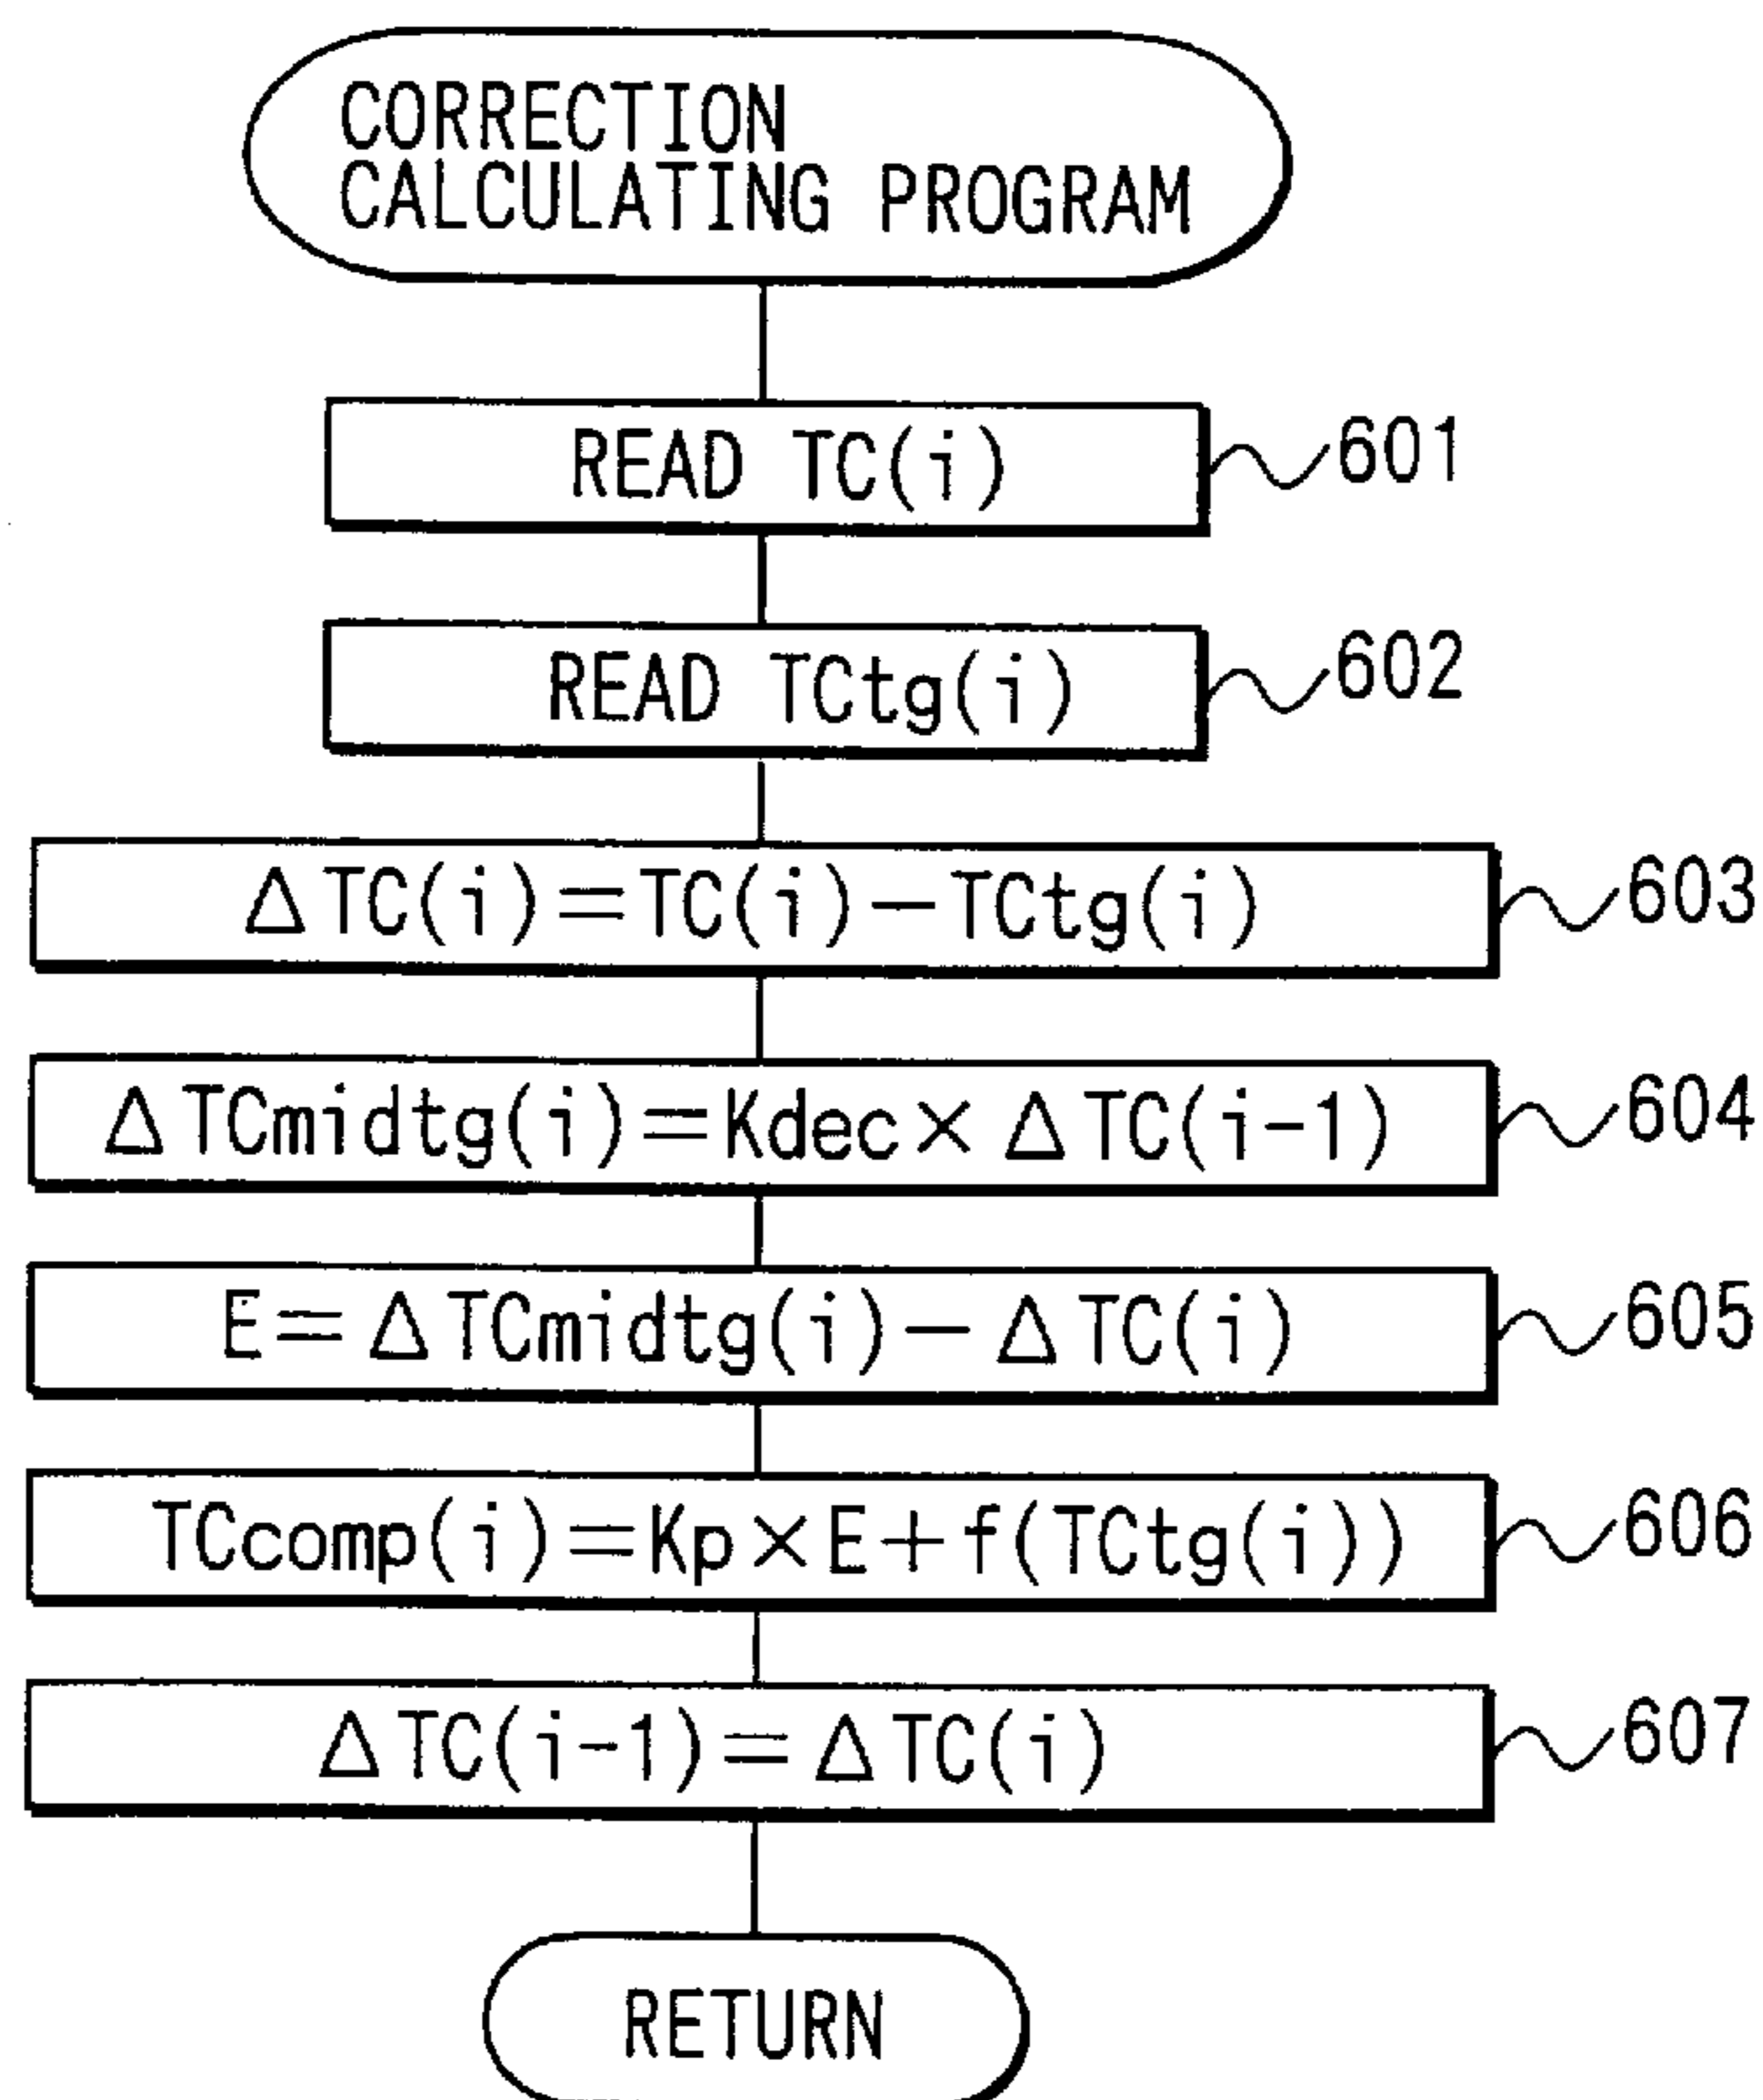 CORRECTION
CALCULATING PROGRAM
READ TC(i)
601
READ TCtg(i)
602
ΔTC(i)=TC(i)-TCtg(i)
603
ΔTCmidtg(i)=Kdec×ΔTC(i-1)
604
E=ΔTCmidtg(i)-ΔTC(i)
605
TCcomp(i)=Kp×E+f(TCtg(i))
606
ΔTC(i-1)=ΔTC(i)
607
RETURN